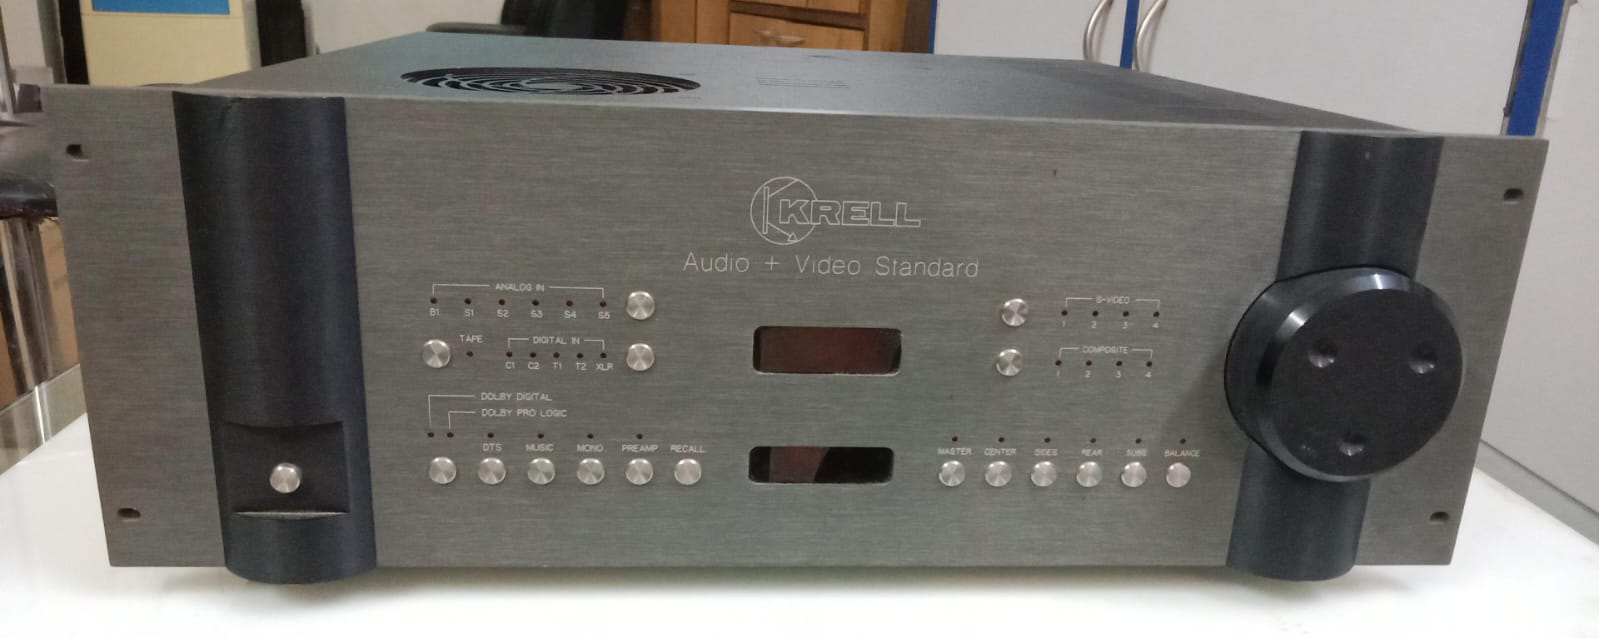 KRELL
Audio + Video Standard
ANALOG IN
B1 S1 S2 S3 S4 S5
TAPE
DIGITAL IN
C1 C2 T1 T2 XLR
DOLBY DIGITAL
DOLBY PRO LOGIC
DTS MUSIC MONO PREAMP RECALL
S-VIDEO
1 2 3 4
COMPOSITE
1 2 3 4
MASTER CENTER SIDES REAR SUBS BALANCE